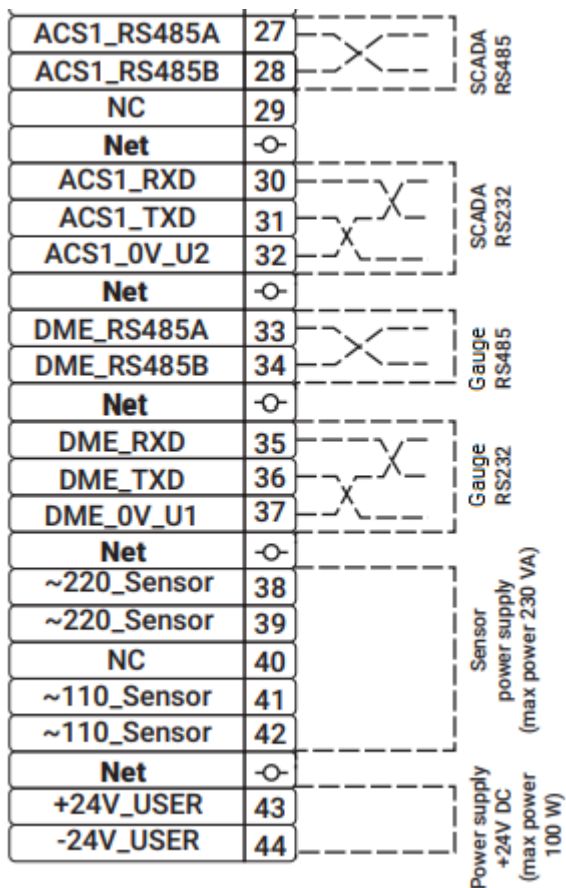 ACS1_RS485A 27
ACS1_RS485B 28
NC 29
Net
ACS1_RXD 30
ACS1_TXD 31
ACS1_0V_U2 32
Net
DME_RS485A 33
DME_RS485B 34
Net
DME_RXD 35
DME_TXD 36
DME_0V_U1 37
Net
~220_Sensor 38
~220_Sensor 39
NC 40
~110_Sensor 41
~110_Sensor 42
Net
+24V_USER 43
-24V_USER 44
SCADA
RS485
SCADA
RS232
Gauge
RS485
Gauge
RS232
Sensor
power supply
(max power 230 VA)
Power supply
+24V DC
(max power
100 W)